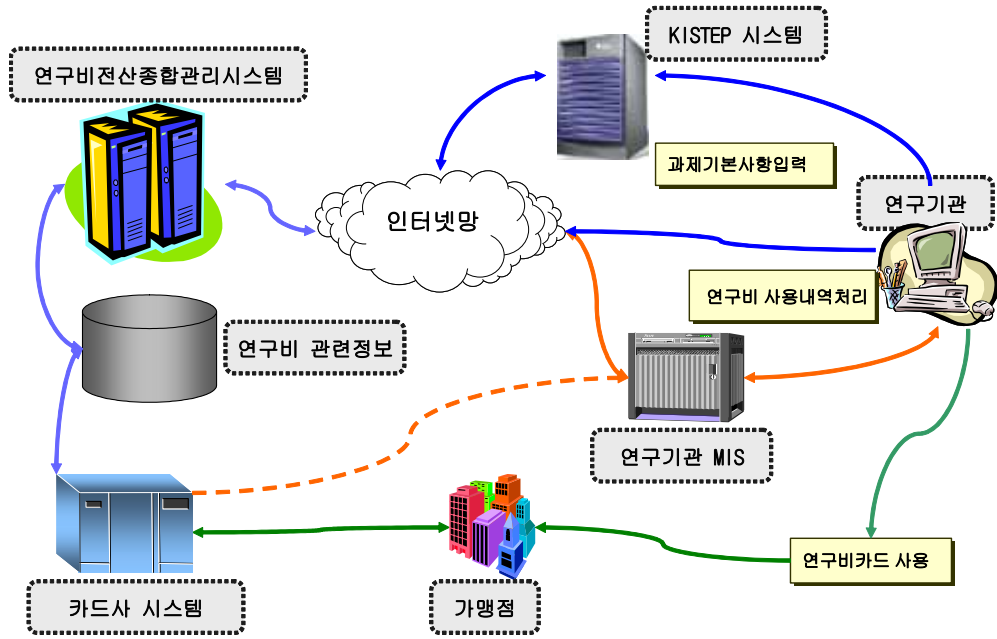 KISTEP 시스템
연구비전산종합관리시스템
과제기본사항입력
연구기관
인터넷망
연구비 사용내역처리
연구비 관련정보
연구기관 MIS
연구비카드 사용
카드사 시스템
가맹점